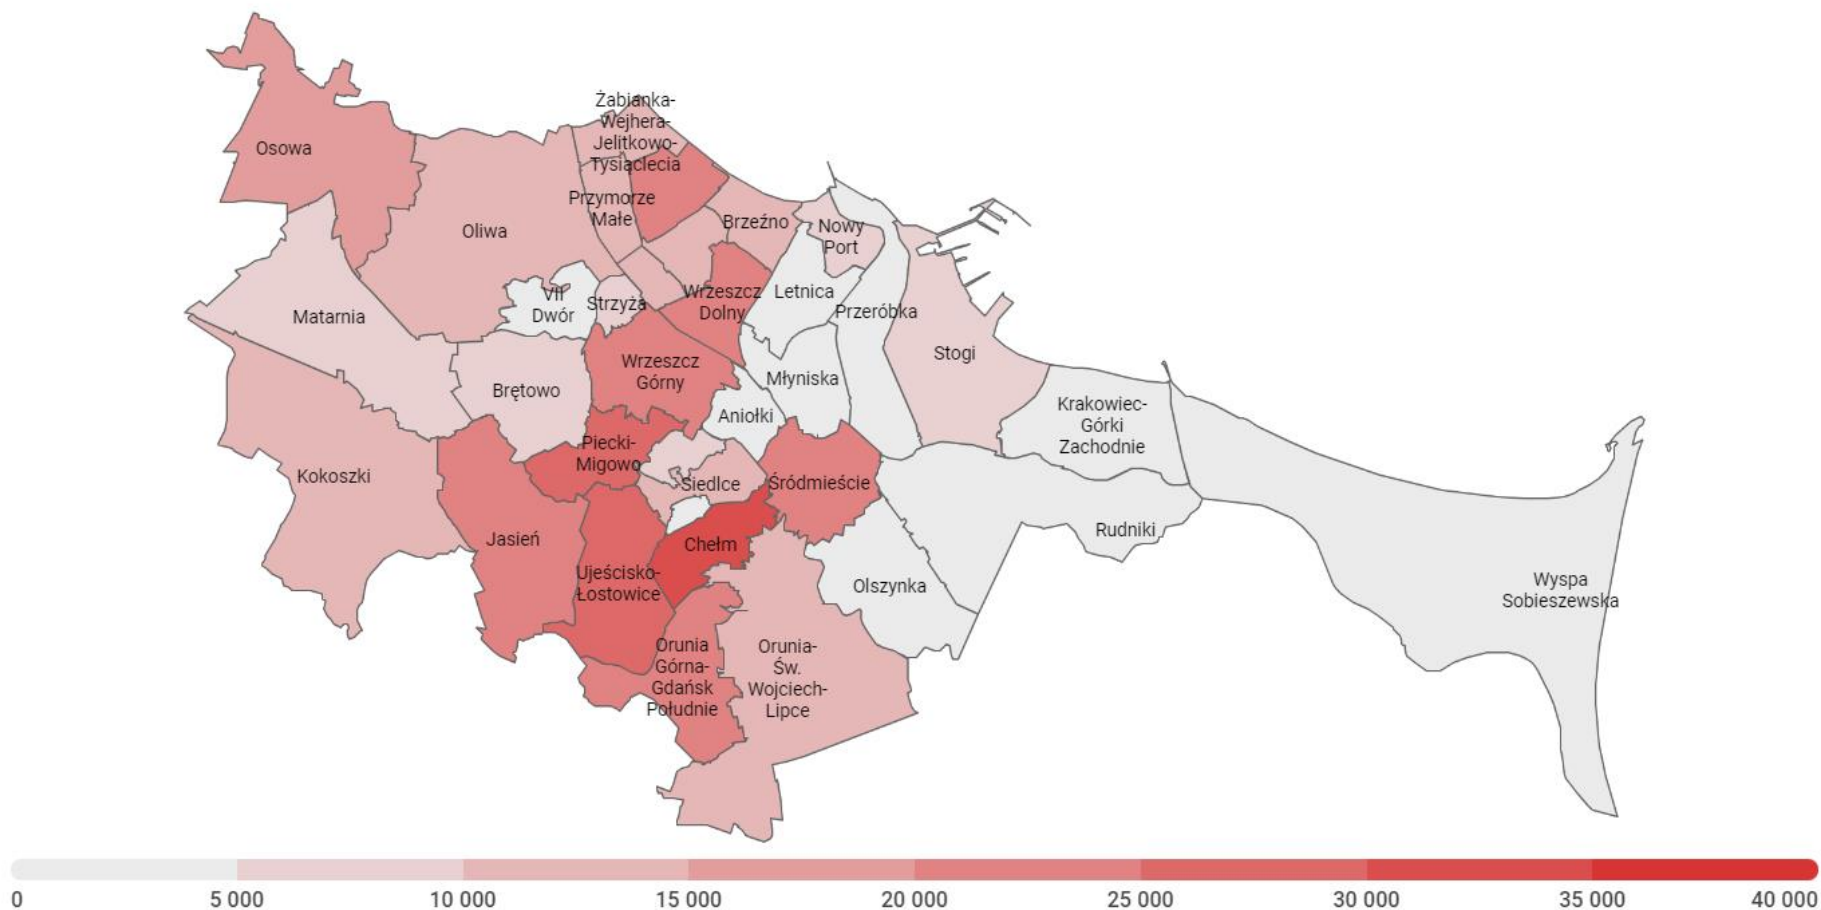 Żabianka-
Wejhera-
Jelitkowo-
Tysiąclecia
Osowa
Przymorze
Małe
Oliwa
Brzeźno
Nowy
Port
VII
Dwór
Strzyża
Wrzeszcz
Dolny
Letnica
Przeróbka
Matarnia
Stogi
Wrzeszcz
Górny
Młyniska
Brętowo
Aniołki
Krakowiec-
Górki
Zachodnie
Piecki-
Migowo
Kokoszki
Siedlce
Śródmieście
Jasień
Chełm
Rudniki
Ujeścisko-
Łostowice
Olszynka
Wyspa
Sobieszewska
Orunia
Górna-
Gdańsk
Południe
Orunia-
Św.
Wojciech-
Lipce
0 5 000 10 000 15 000 20 000 25 000 30 000 35 000 40 000